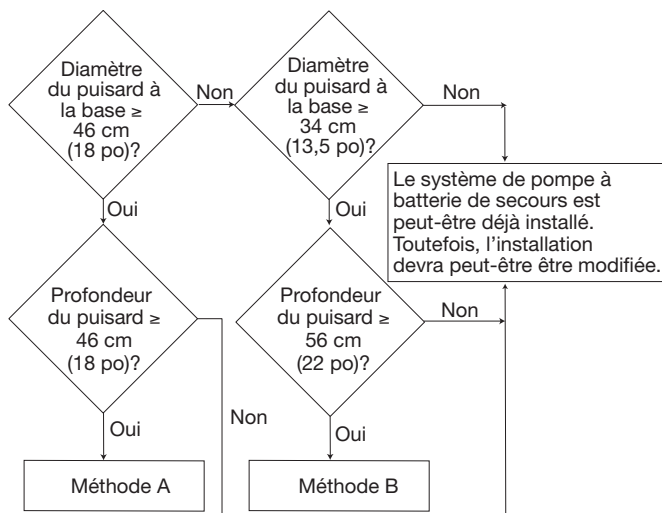 Diamètre
du puisard à
la base ≥
46 cm
(18 po)?
Non
Diamètre
du puisard à
la base ≥
34 cm
(13,5 po)?
Non
Le système de pompe à
batterie de secours est
peut-être déjà installé.
Toutefois, l'installation
devra peut-être être modifiée.
Oui
Oui
Profondeur
du puisard ≥
46 cm
(18 po)?
Profondeur
du puisard ≥
56 cm
(22 po)?
Non
Non
Oui
Oui
Méthode A
Méthode B